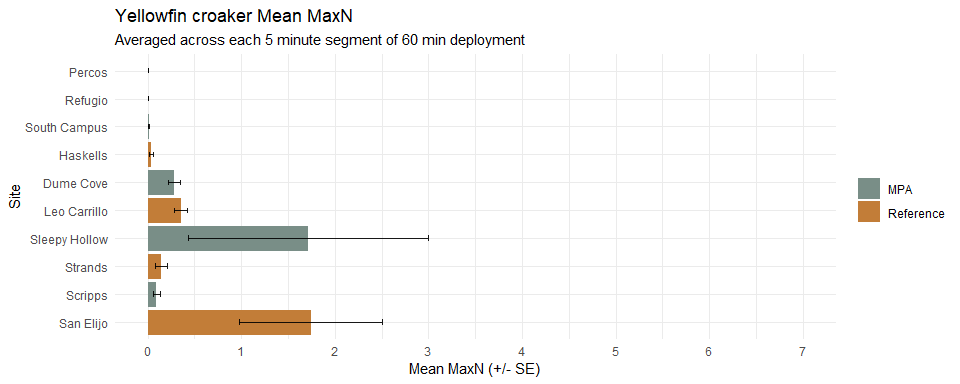 Yellowfin croaker Mean MaxN
Averaged across each 5 minute segment of 60 min deployment
Site
Percos
Refugio
South Campus
Haskells
Dume Cove
Leo Carrillo
Sleepy Hollow
Strands
Scripps
San Elijo
0 1 2 3 4 5 6 7
Mean MaxN (+/- SE)
MPA
Reference